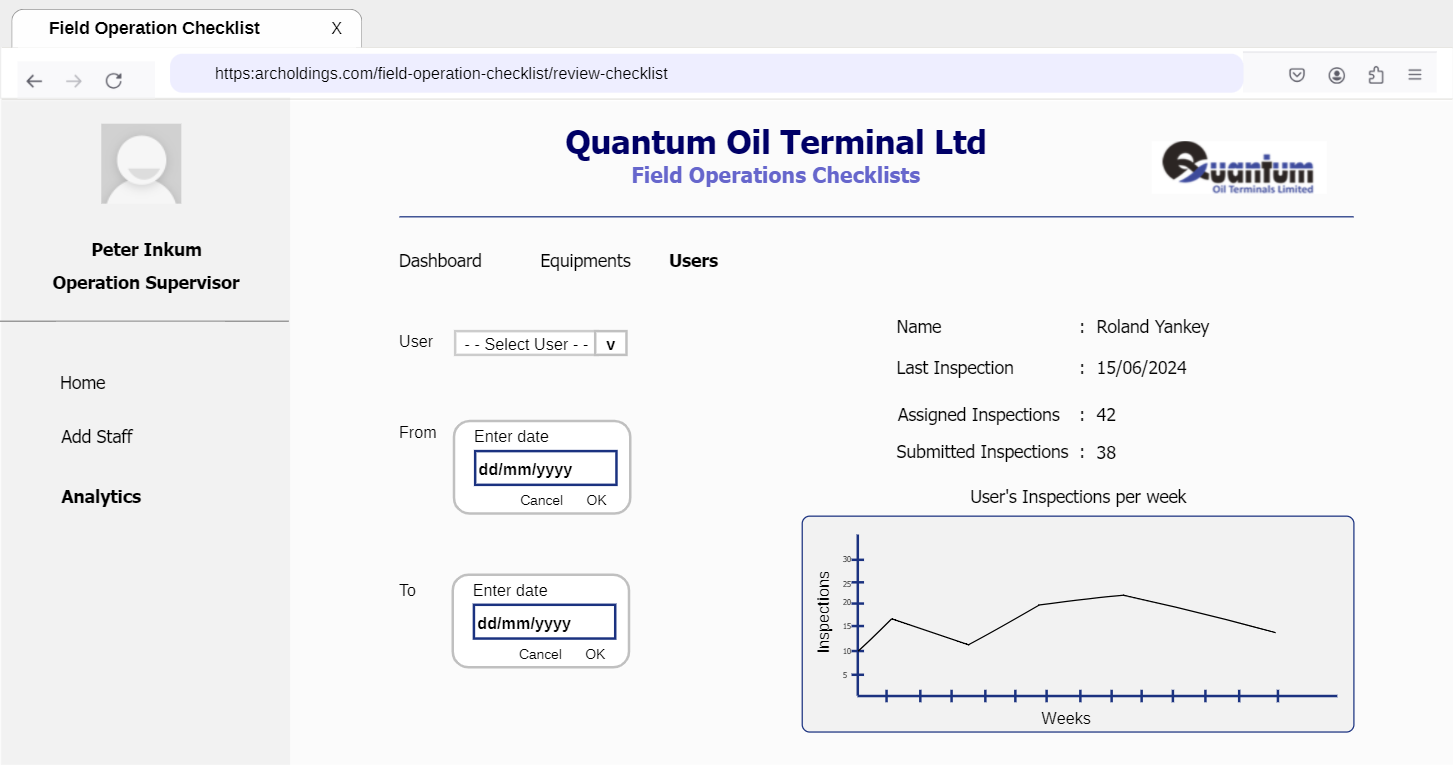 Field Operation Checklist X
https:archoldings.com/field-operation-checklist/review-checklist
Quantum Oil Terminal Ltd
Field Operations Checklists
Quantum
Oil Terminals Limited
Peter Inkum
Operation Supervisor
Home
Add Staff
Analytics
Dashboard Equipments Users
User - - Select User - - v
From
Enter date
dd/mm/yyyy
Cancel OK
To
Enter date
dd/mm/yyyy
Cancel OK
Name : Roland Yankey
Last Inspection : 15/06/2024
Assigned Inspections : 42
Submitted Inspections : 38
User's Inspections per week
Inspections
30
25
20
15
10
5
Weeks